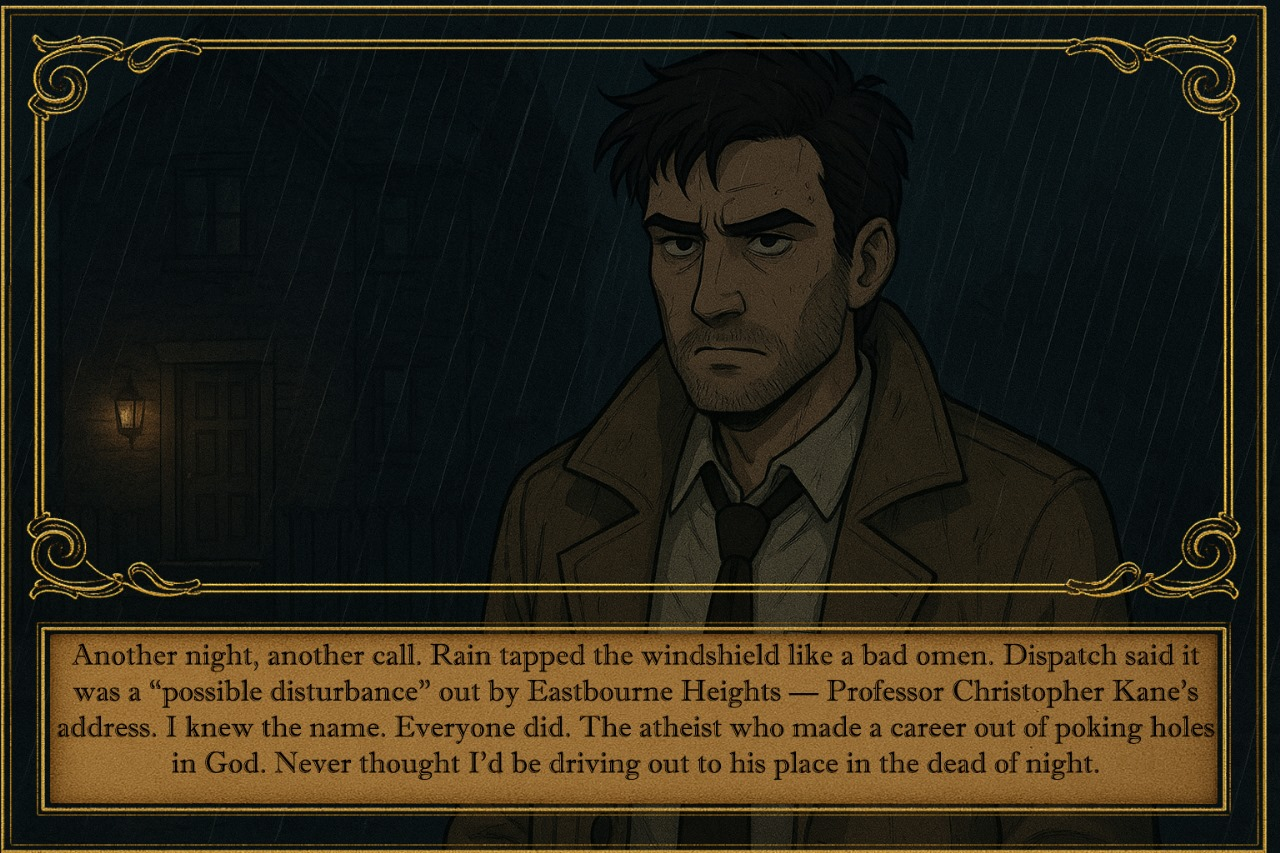 Another night, another call. Rain tapped the windshield like a bad omen. Dispatch said it
was a “possible disturbance” out by Eastbourne Heights — Professor Christopher Kane’s
address. I knew the name. Everyone did. The atheist who made a career out of poking holes
in God. Never thought I’d be driving out to his place in the dead of night.